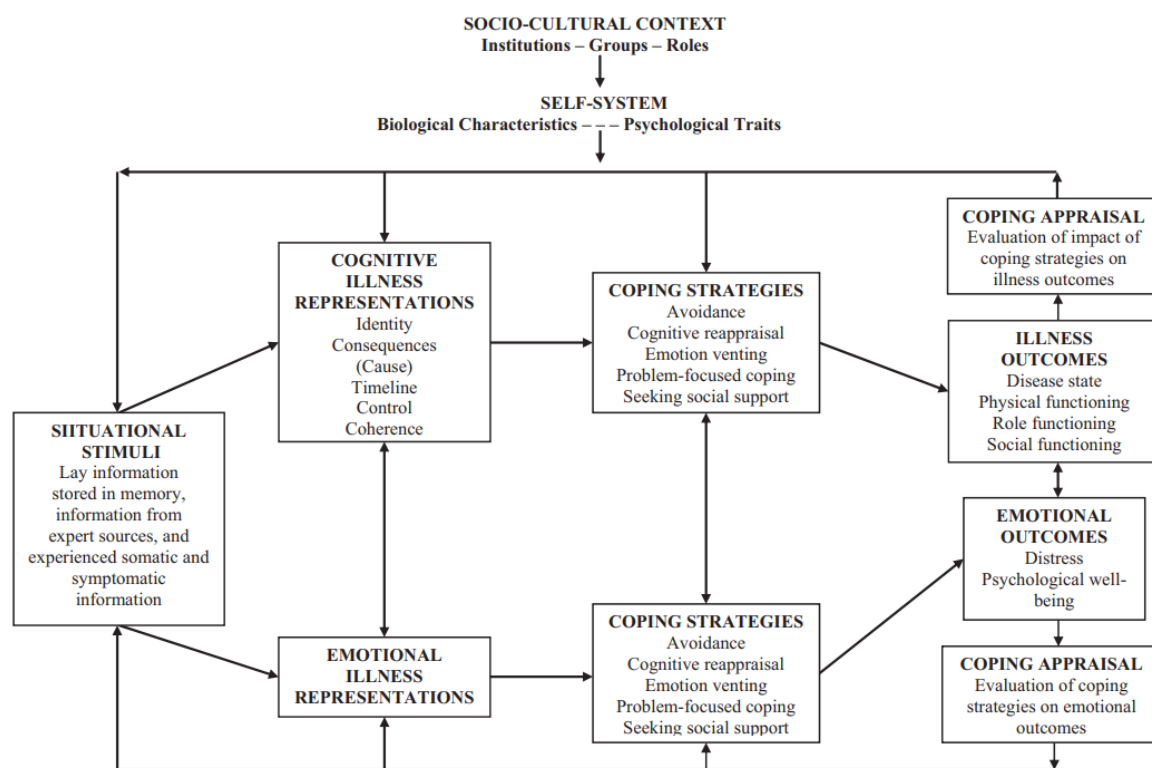 SOCIO-CULTURAL CONTEXT
Institutions – Groups – Roles
SELF-SYSTEM
Biological Characteristics – – – Psychological Traits
SIITUATIONAL
STIMULI
Lay information
stored in memory,
information from
expert sources, and
experienced somatic and
symptomatic
information
COGNITIVE
ILLNESS
REPRESENTATIONS
Identity
Consequences
(Cause)
Timeline
Control
Coherence
EMOTIONAL
ILLNESS
REPRESENTATIONS
COPING STRATEGIES
Avoidance
Cognitive reappraisal
Emotion venting
Problem-focused coping
Seeking social support
COPING STRATEGIES
Avoidance
Cognitive reappraisal
Emotion venting
Problem-focused coping
Seeking social support
COPING APPRAISAL
Evaluation of impact of
coping strategies on
illness outcomes
ILLNESS
OUTCOMES
Disease state
Physical functioning
Role functioning
Social functioning
EMOTIONAL
OUTCOMES
Distress
Psychological well-
being
COPING APPRAISAL
Evaluation of coping
strategies on emotional
outcomes